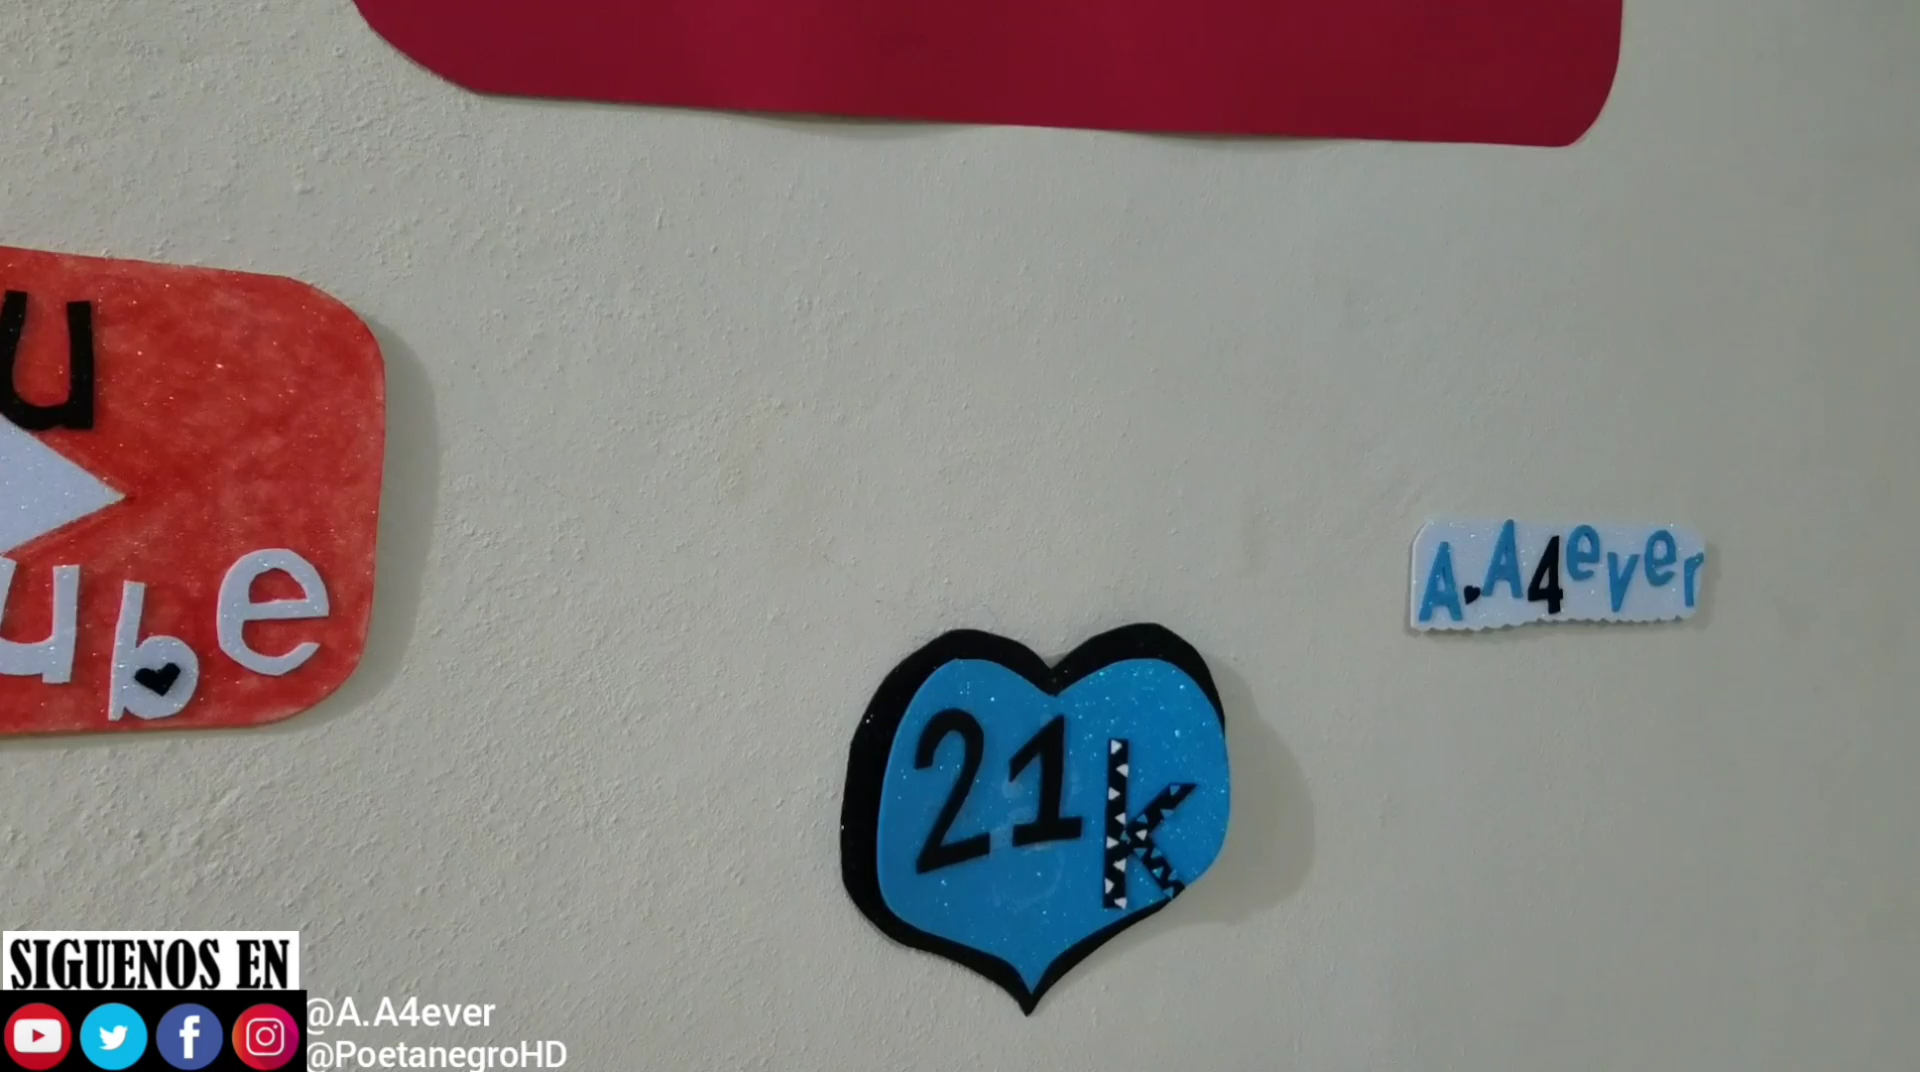 u
ube
21k
A.A4ever
SIGUENOS EN
@A.A4ever
@PoetanegroHD